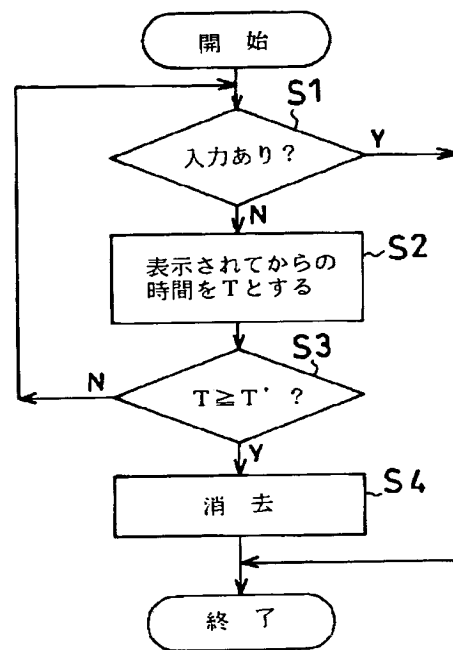 開 始
S1
入力あり？
Y
N
S2
表示されてからの
時間をTとする
S3
N
T≧T' ？
Y
S4
消 去
終 了